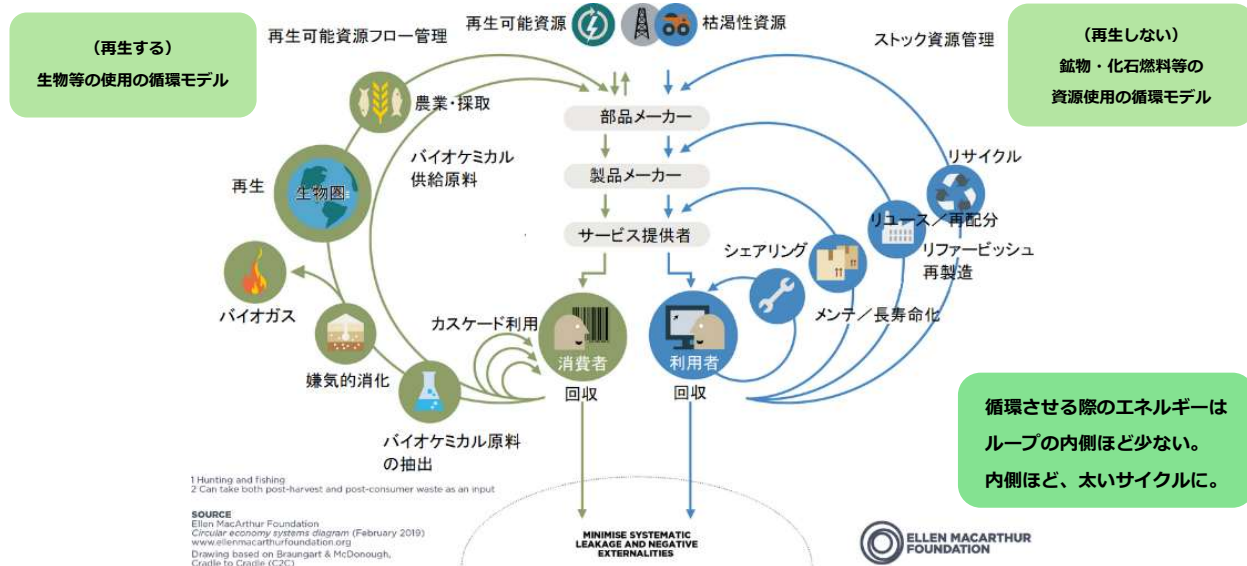 (再生する)
生物等の使用の循環モデル
再生可能資源フロー管理
再生可能資源
枯渇性資源
ストック資源管理
(再生しない)
鉱物・化石燃料等の
資源使用の循環モデル
農業・採取
部品メーカー
バイオケミカル
供給原料
製品メーカー
リサイクル
再生
生物圏
サービス提供者
リユース/再配分
シェアリング
リファービッシュ
再製造
バイオガス
カスケード利用
メンテ/長寿命化
消費者
利用者
嫌気的消化
回収
回収
バイオケミカル原料
の抽出
循環させる際のエネルギーは
ループの内側ほど少ない。
内側ほど、太いサイクルに。
1 Hunting and fishing
2 Can take both post-harvest and post-consumer waste as an input
SOURCE
Ellen MacArthur Foundation
Circular economy systems diagram (February 2019)
www.ellenmacarthurfoundation.org
Drawing based on Braungart & McDonough,
Cradle to Cradle (C2C)
MINIMISE SYSTEMATIC
LEAKAGE AND NEGATIVE
EXTERNALITIES
ELLEN MACARTHUR
FOUNDATION